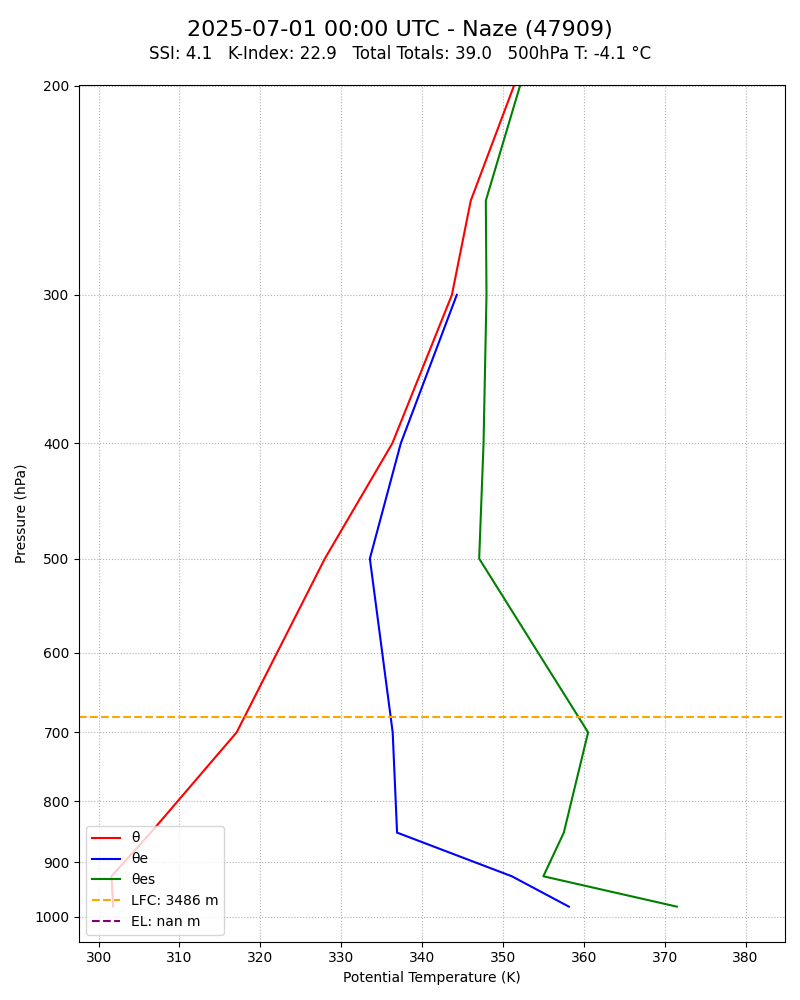 2025-07-01 00:00 UTC - Naze (47909)
SSI: 4.1   K-Index: 22.9   Total Totals: 39.0   500hPa T: -4.1 °C
200
300
400
500
600
700
800
900
1000
Pressure (hPa)
θ
θe
θes
LFC: 3486 m
EL: nan m
300 310 320 330 340 350 360 370 380
Potential Temperature (K)